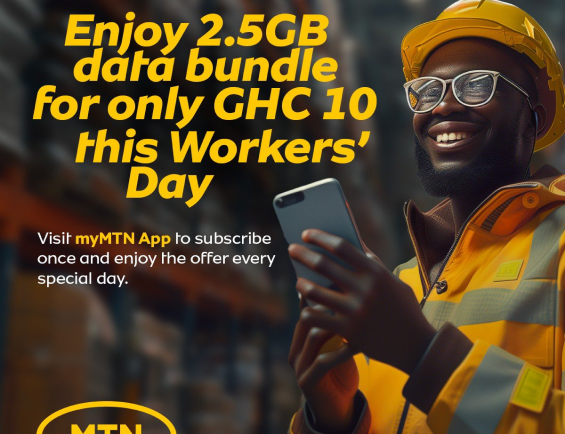 Enjoy 2.5GB
data bundle
for only GHC 10
this Workers'
Day
Visit myMTN App to subscribe
once and enjoy the offer every
special day.
MTN